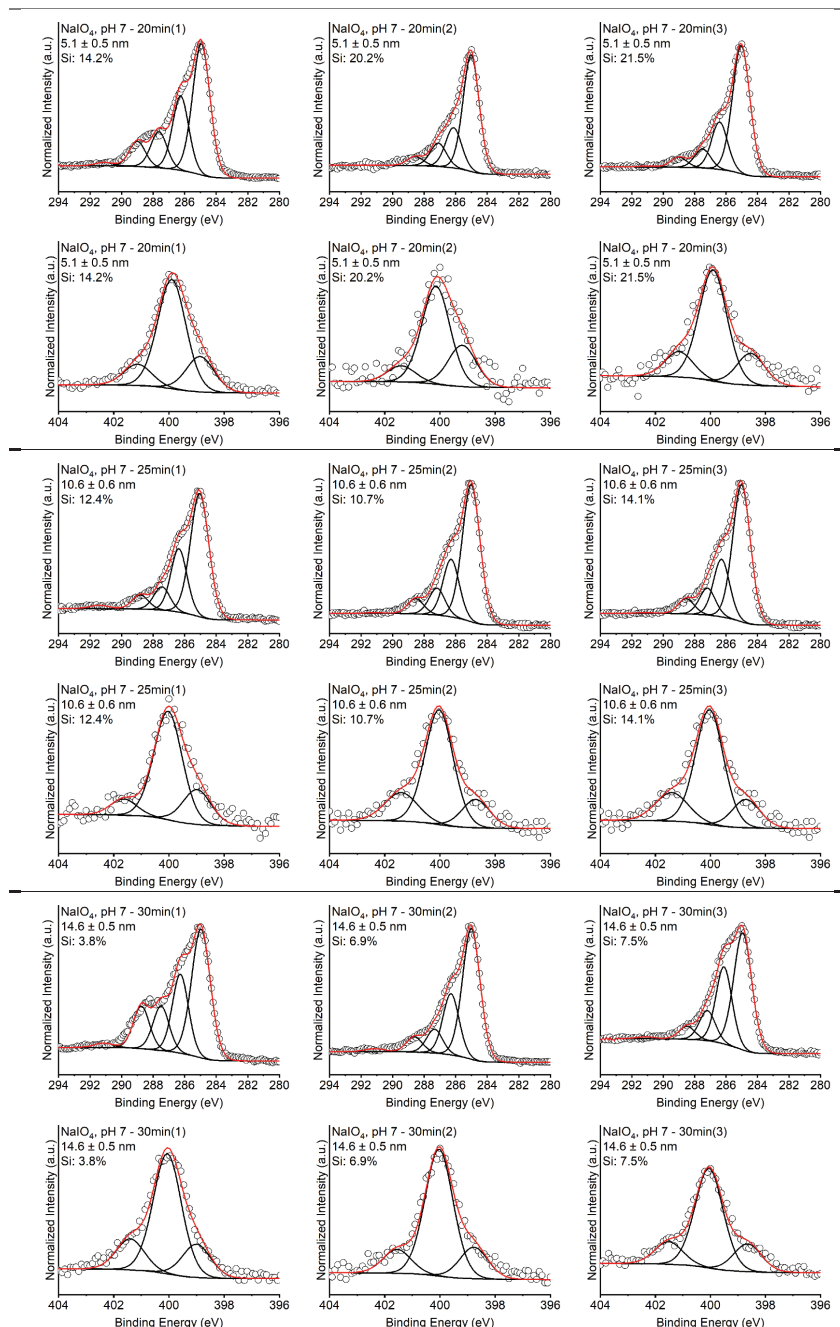 NaIO₄, pH 7 - 20min(1)
5.1 ± 0.5 nm
Si: 14.2%
Normalized Intensity (a.u.)
294 292 290 288 286 284 282 280
Binding Energy (eV)
NaIO₄, pH 7 - 20min(2)
5.1 ± 0.5 nm
Si: 20.2%
Normalized Intensity (a.u.)
294 292 290 288 286 284 282 280
Binding Energy (eV)
NaIO₄, pH 7 - 20min(3)
5.1 ± 0.5 nm
Si: 21.5%
Normalized Intensity (a.u.)
294 292 290 288 286 284 282 280
Binding Energy (eV)
NaIO₄, pH 7 - 20min(1)
5.1 ± 0.5 nm
Si: 14.2%
Normalized Intensity (a.u.)
404 402 400 398 396
Binding Energy (eV)
NaIO₄, pH 7 - 20min(2)
5.1 ± 0.5 nm
Si: 20.2%
Normalized Intensity (a.u.)
404 402 400 398 396
Binding Energy (eV)
NaIO₄, pH 7 - 20min(3)
5.1 ± 0.5 nm
Si: 21.5%
Normalized Intensity (a.u.)
404 402 400 398 396
Binding Energy (eV)
NaIO₄, pH 7 - 25min(1)
10.6 ± 0.6 nm
Si: 12.4%
Normalized Intensity (a.u.)
294 292 290 288 286 284 282 280
Binding Energy (eV)
NaIO₄, pH 7 - 25min(2)
10.6 ± 0.6 nm
Si: 10.7%
Normalized Intensity (a.u.)
294 292 290 288 286 284 282 280
Binding Energy (eV)
NaIO₄, pH 7 - 25min(3)
10.6 ± 0.6 nm
Si: 14.1%
Normalized Intensity (a.u.)
294 292 290 288 286 284 282 280
Binding Energy (eV)
NaIO₄, pH 7 - 25min(1)
10.6 ± 0.6 nm
Si: 12.4%
Normalized Intensity (a.u.)
404 402 400 398 396
Binding Energy (eV)
NaIO₄, pH 7 - 25min(2)
10.6 ± 0.6 nm
Si: 10.7%
Normalized Intensity (a.u.)
404 402 400 398 396
Binding Energy (eV)
NaIO₄, pH 7 - 25min(3)
10.6 ± 0.6 nm
Si: 14.1%
Normalized Intensity (a.u.)
404 402 400 398 396
Binding Energy (eV)
NaIO₄, pH 7 - 30min(1)
14.6 ± 0.5 nm
Si: 3.8%
Normalized Intensity (a.u.)
294 292 290 288 286 284 282 280
Binding Energy (eV)
NaIO₄, pH 7 - 30min(2)
14.6 ± 0.5 nm
Si: 6.9%
Normalized Intensity (a.u.)
294 292 290 288 286 284 282 280
Binding Energy (eV)
NaIO₄, pH 7 - 30min(3)
14.6 ± 0.5 nm
Si: 7.5%
Normalized Intensity (a.u.)
294 292 290 288 286 284 282 280
Binding Energy (eV)
NaIO₄, pH 7 - 30min(1)
14.6 ± 0.5 nm
Si: 3.8%
Normalized Intensity (a.u.)
404 402 400 398 396
Binding Energy (eV)
NaIO₄, pH 7 - 30min(2)
14.6 ± 0.5 nm
Si: 6.9%
Normalized Intensity (a.u.)
404 402 400 398 396
Binding Energy (eV)
NaIO₄, pH 7 - 30min(3)
14.6 ± 0.5 nm
Si: 7.5%
Normalized Intensity (a.u.)
404 402 400 398 396
Binding Energy (eV)